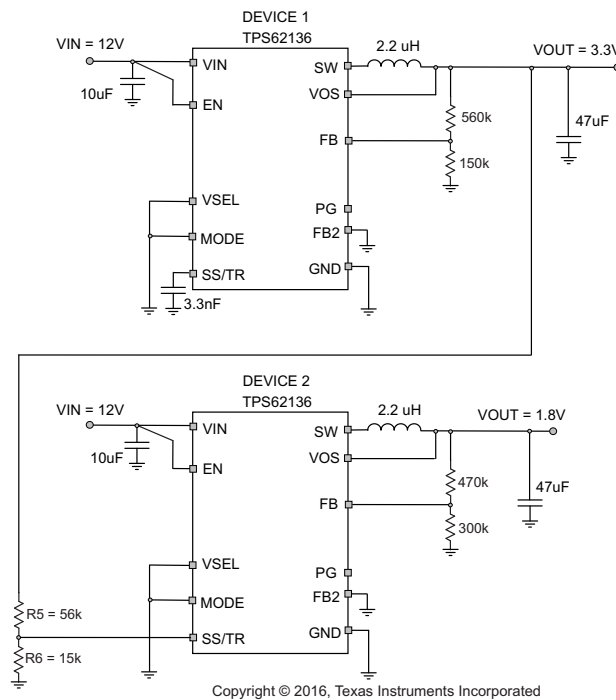 DEVICE 1
TPS62136
VIN = 12V
10uF
VIN
EN
VSEL
MODE
SS/TR
3.3nF
SW
VOS
FB
PG
FB2
GND
2.2 uH
VOUT = 3.3V
560k
150k
47uF
DEVICE 2
TPS62136
VIN = 12V
10uF
VIN
EN
VSEL
MODE
SS/TR
SW
VOS
FB
PG
FB2
GND
2.2 uH
VOUT = 1.8V
470k
300k
47uF
R5 = 56k
R6 = 15k
Copyright © 2016, Texas Instruments Incorporated